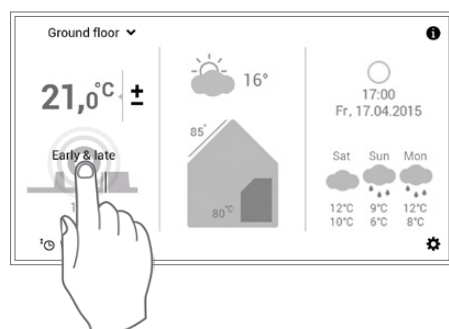 Ground floor
21,0°C ±
Early & late
16°
85°
80°C
17:00
Fr, 17.04.2015
Sat Sun Mon
12°C 9°C 12°C
10°C 6°C 8°C